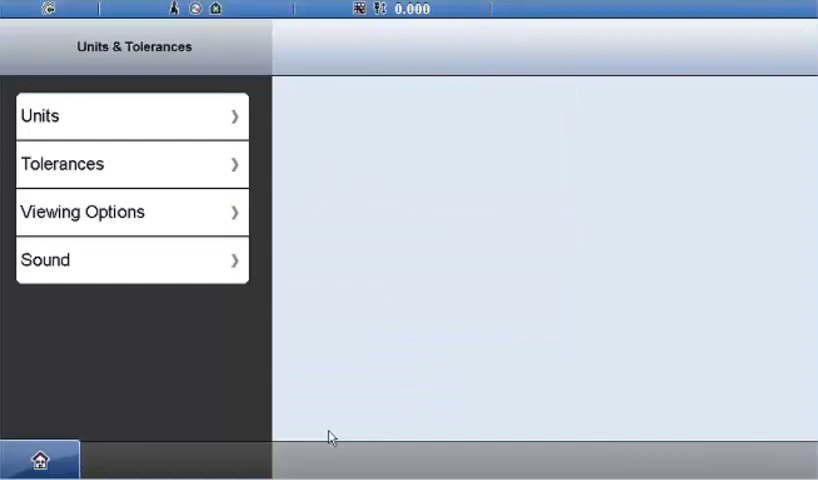 0.000
Units & Tolerances
Units
Tolerances
Viewing Options
Sound